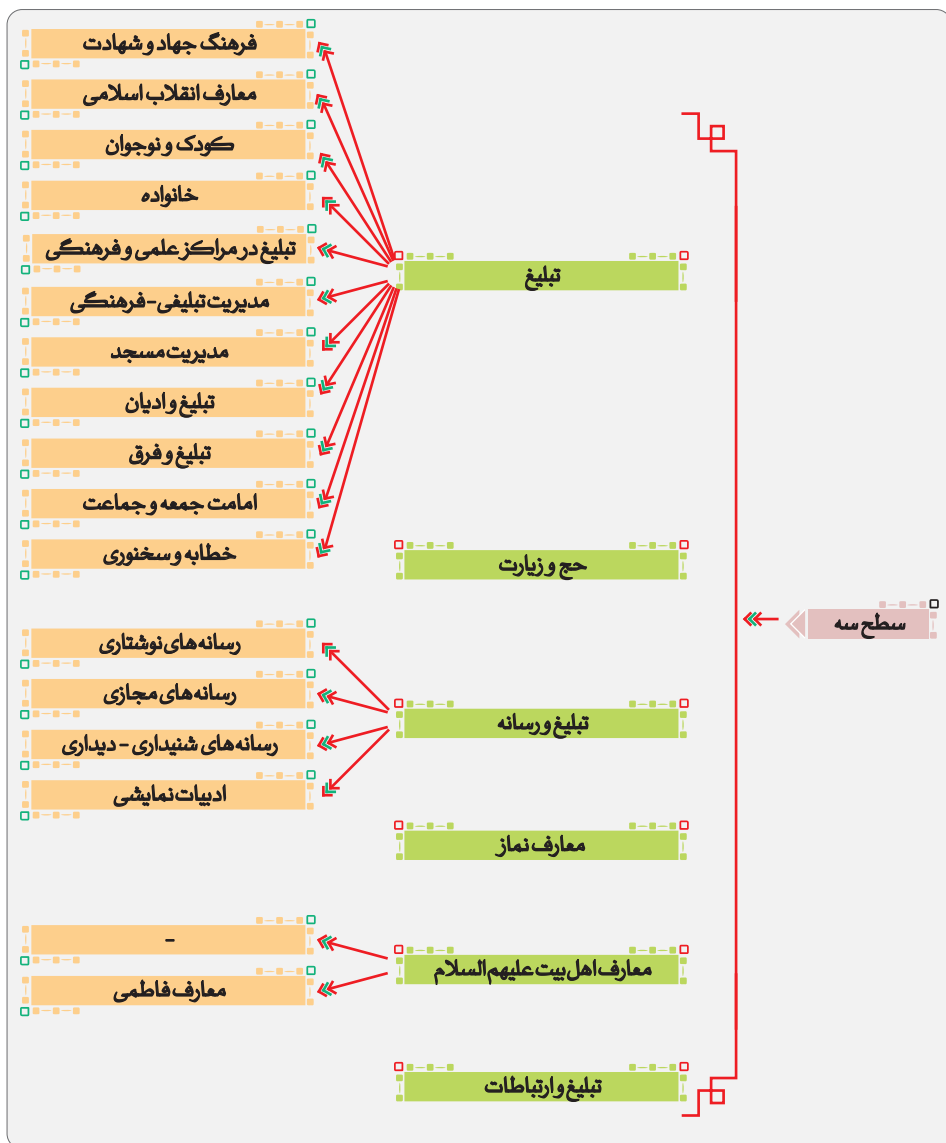 سطح سه
تبلیغ
فرهنگ جهاد و شهادت
معارف انقلاب اسلامی
کودک و نوجوان
خانواده
تبلیغ در مراکز علمی و فرهنگی
مدیریت تبلیغی - فرهنگی
مدیریت مسجد
تبلیغ و ادیان
تبلیغ و فرق
امامت جمعه و جماعت
خطابه و سخنوری
حج و زیارت
تبلیغ و رسانه
رسانه‌های نوشتاری
رسانه‌های مجازی
رسانه‌های شنیداری - دیداری
ادبیات نمایشی
معارف نماز
معارف اهل بیت علیهم السلام
-
معارف فاطمی
تبلیغ و ارتباطات